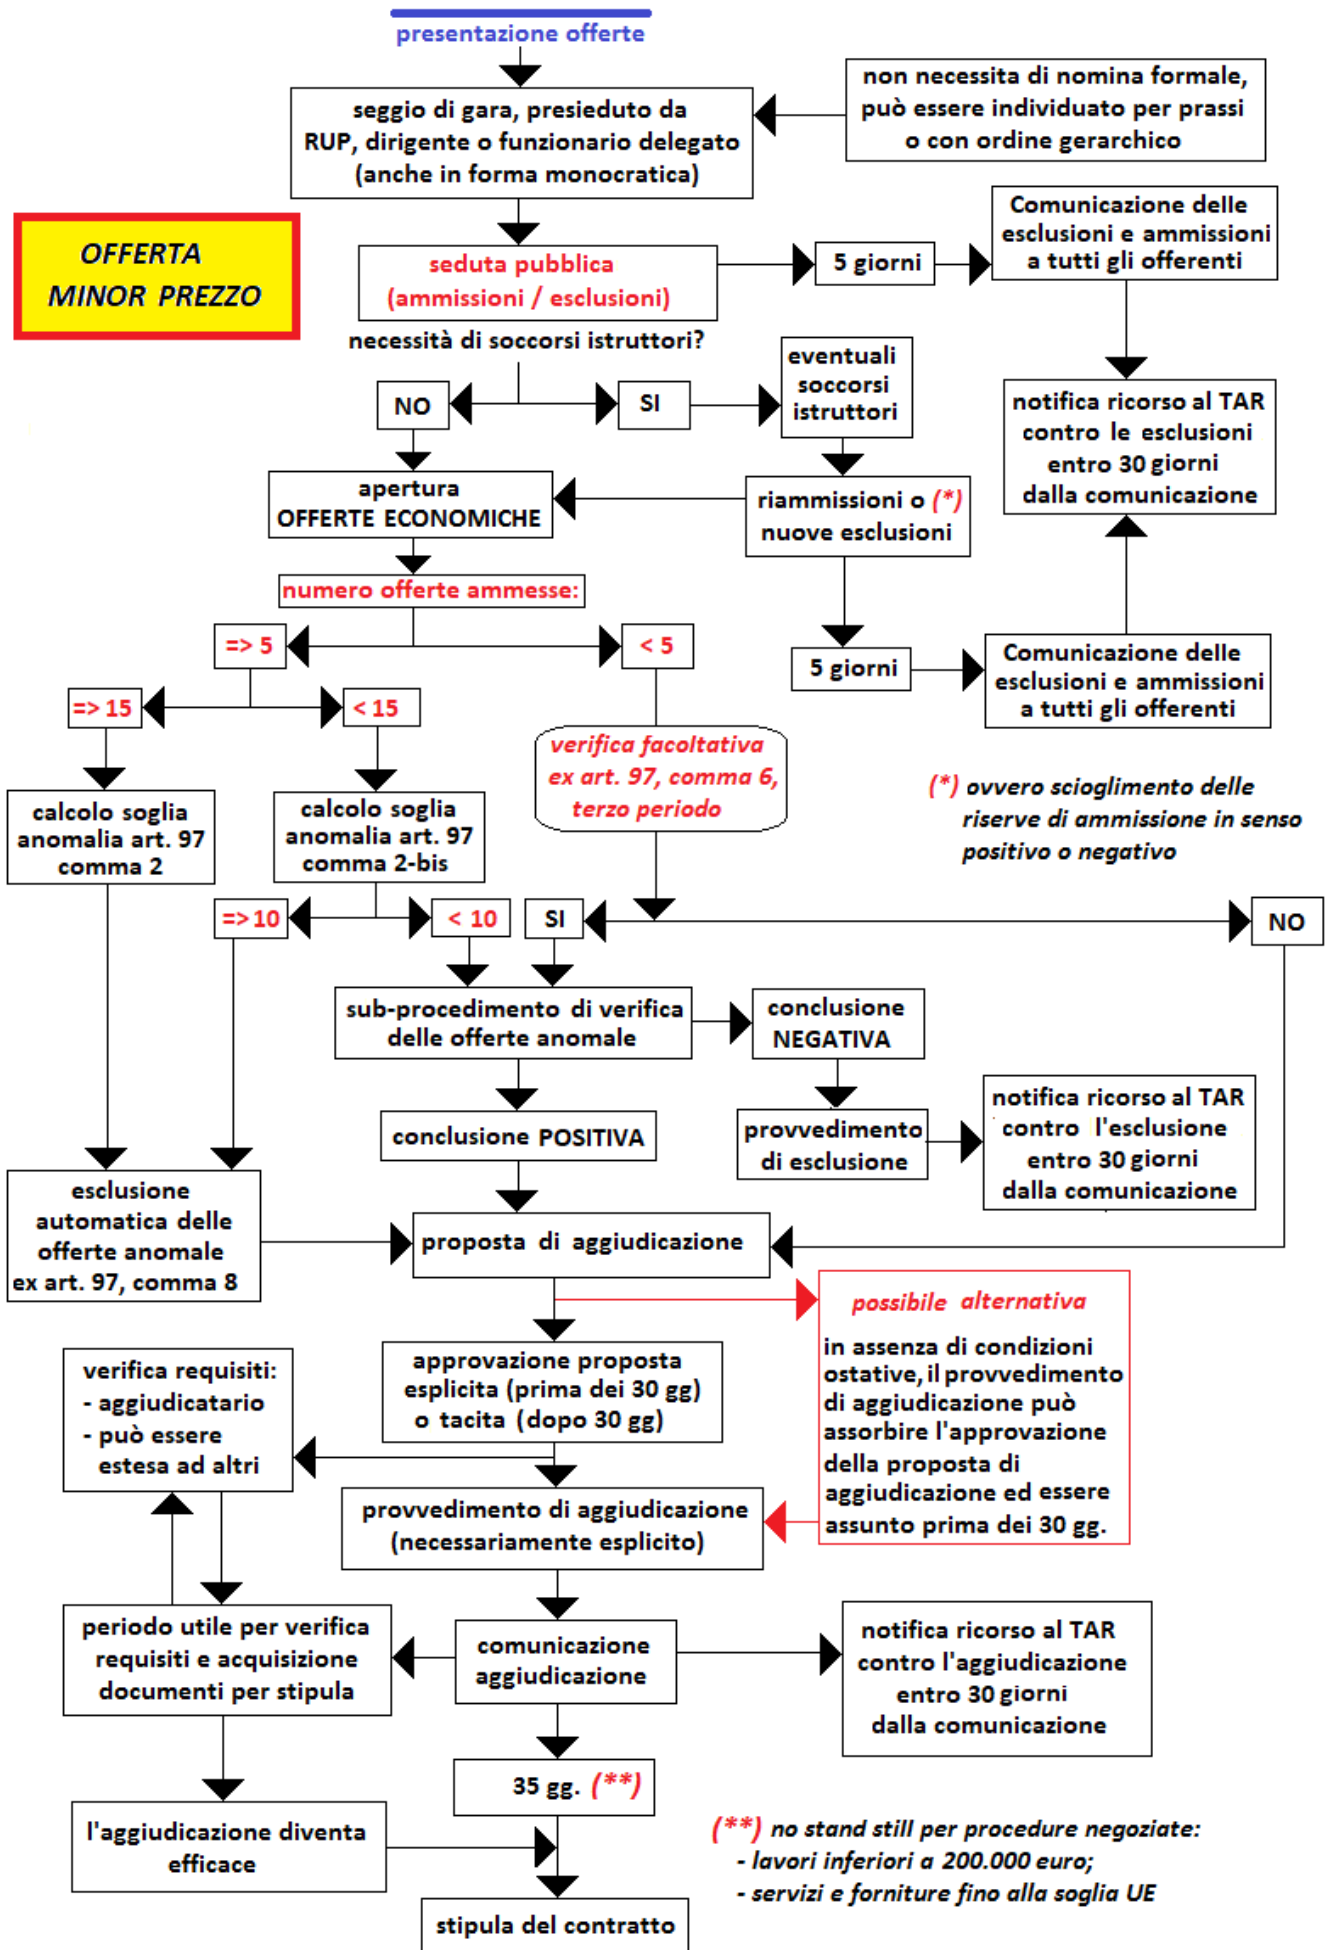 presentazione offerte
seggio di gara, presieduto da
RUP, dirigente o funzionario delegato
(anche in forma monocratica)
non necessita di nomina formale,
può essere individuato per prassi
o con ordine gerarchico
OFFERTA
MINOR PREZZO
seduta pubblica
(ammissioni / esclusioni)
5 giorni
Comunicazione delle
esclusioni e ammissioni
a tutti gli offerenti
necessità di soccorsi istruttori?
NO
SI
eventuali
soccorsi
istruttori
notifica ricorso al TAR
contro le esclusioni
entro 30 giorni
dalla comunicazione
apertura
OFFERTE ECONOMICHE
riammissioni o (*)
nuove esclusioni
numero offerte ammesse:
=> 5
< 5
5 giorni
Comunicazione delle
esclusioni e ammissioni
a tutti gli offerenti
=> 15
< 15
verifica facoltativa
ex art. 97, comma 6,
terzo periodo
(*) ovvero scioglimento delle
riserve di ammissione in senso
positivo o negativo
calcolo soglia
anomalia art. 97
comma 2
calcolo soglia
anomalia art. 97
comma 2-bis
=> 10
< 10
SI
NO
sub-procedimento di verifica
delle offerte anomale
conclusione
NEGATIVA
conclusione POSITIVA
provvedimento
di esclusione
notifica ricorso al TAR
contro l'esclusione
entro 30 giorni
dalla comunicazione
esclusione
automatica delle
offerte anomale
ex art. 97, comma 8
proposta di aggiudicazione
possibile alternativa
in assenza di condizioni
ostative, il provvedimento
di aggiudicazione può
assorbire l'approvazione
della proposta di
aggiudicazione ed essere
assunto prima dei 30 gg.
approvazione proposta
esplicita (prima dei 30 gg)
o tacita (dopo 30 gg)
verifica requisiti:
- aggiudicatario
- può essere
estesa ad altri
provvedimento di aggiudicazione
(necessariamente esplicito)
periodo utile per verifica
requisiti e acquisizione
documenti per stipula
comunicazione
aggiudicazione
notifica ricorso al TAR
contro l'aggiudicazione
entro 30 giorni
dalla comunicazione
35 gg. (**)
l'aggiudicazione diventa
efficace
(**) no stand still per procedure negoziate:
- lavori inferiori a 200.000 euro;
- servizi e forniture fino alla soglia UE
stipula del contratto